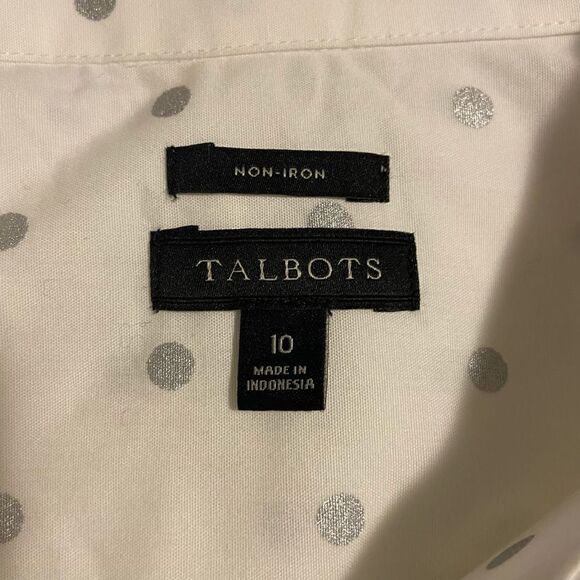 NON-IRON
TALBOTS
10
MADE IN
INDONESIA